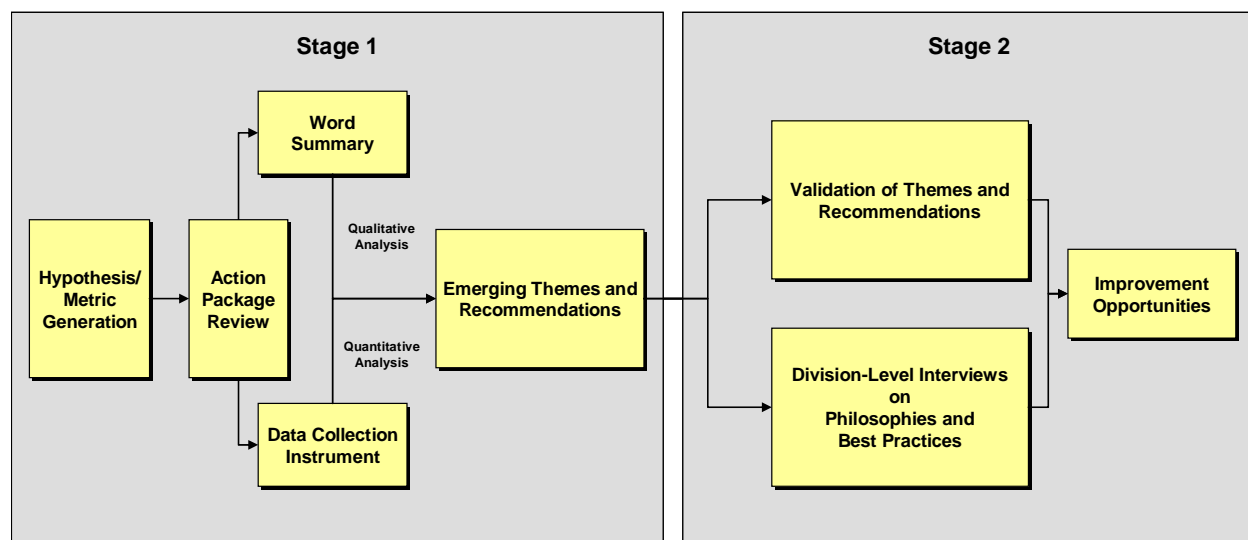 Stage 1
Word
Summary
Hypothesis/
Metric
Generation
Action
Package
Review
Qualitative
Analysis
Quantitative
Analysis
Data Collection
Instrument
Emerging Themes and
Recommendations
Stage 2
Validation of Themes and
Recommendations
Division-Level Interviews
on
Philosophies and
Best Practices
Improvement
Opportunities